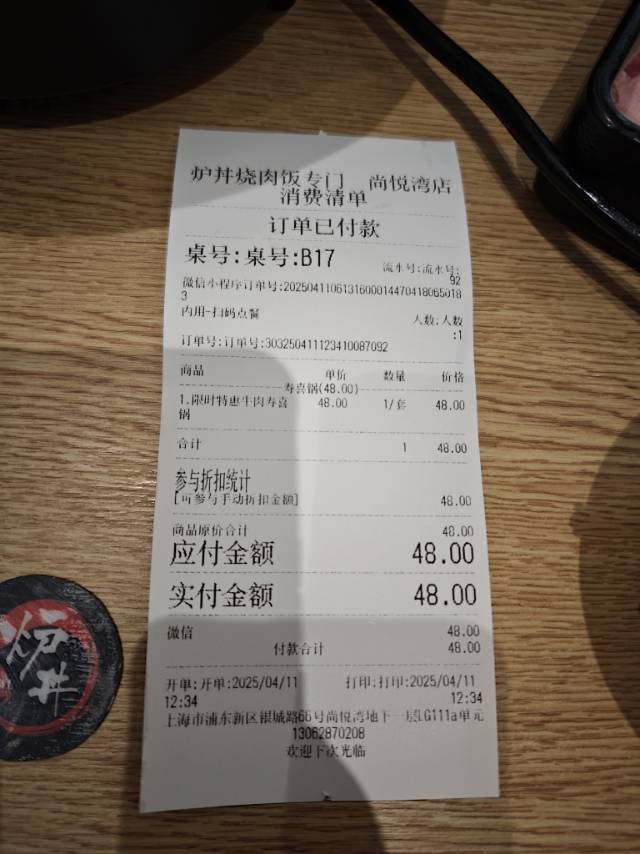 炉丼烧肉饭专门 尚悦湾店
消费清单
订单已付款
桌号:桌号:B17
流水号:流水号:
92
微信小程序订单号:2025041106131600014470418065018
3
内用-扫码点餐
人数:人数
:1
订单号:订单号:303250411123410087092
商品 单价 数量 价格
寿喜锅(48.00)
1.限时特惠牛肉寿喜 48.00 1/套 48.00
锅
合计 1 48.00
参与折扣统计
[可参与手动折扣金额] 48.00
商品原价合计 48.00
应付金额 48.00
实付金额 48.00
微信 48.00
付款合计 48.00
开单:开单:2025/04/11 打印:打印:2025/04/11
12:34 12:34
上海市浦东新区银城路66号尚悦湾地下一层LG111a单元
13062870208
欢迎下次光临
炉丼